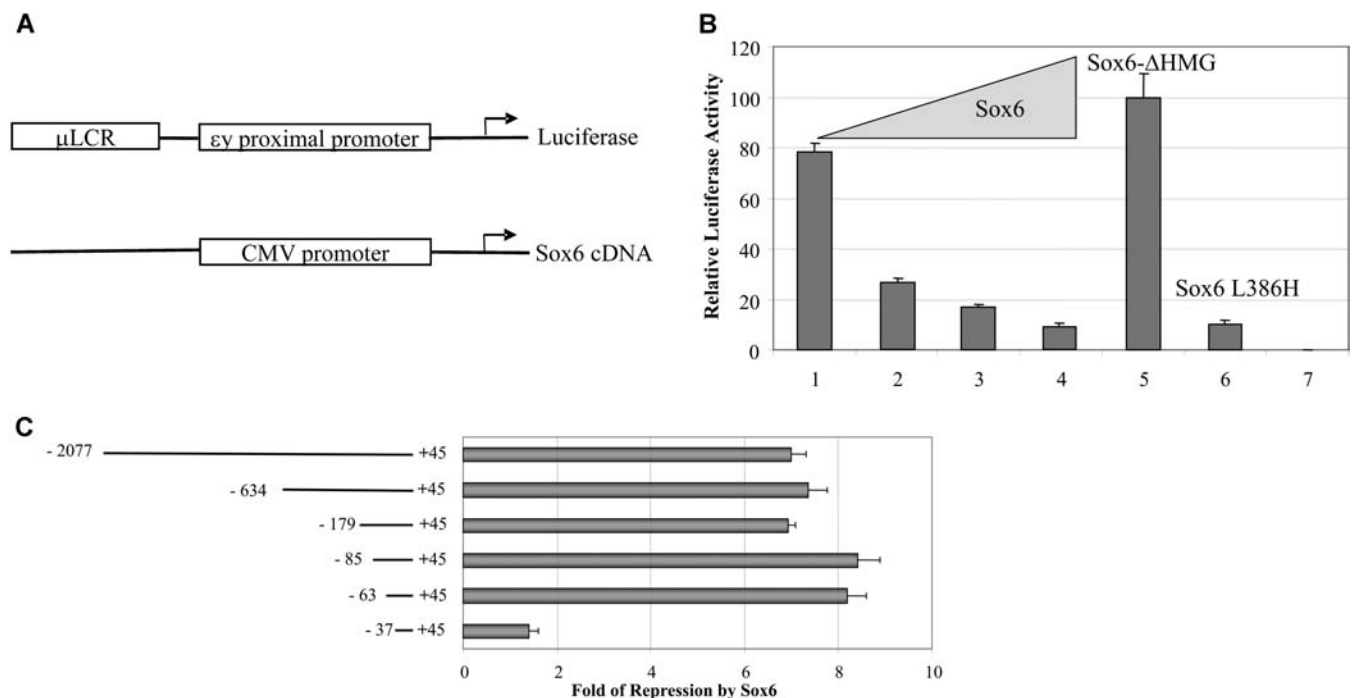 A
μLCR
εy proximal promoter
Luciferase
CMV promoter
Sox6 cDNA
B
Relative Luciferase Activity
120
100
80
60
40
20
0
Sox6
Sox6-ΔHMG
Sox6 L386H
1 2 3 4 5 6 7
C
- 2077 +45
- 634 +45
- 179 +45
- 85 +45
- 63 +45
- 37 +45
0 2 4 6 8 10
Fold of Repression by Sox6